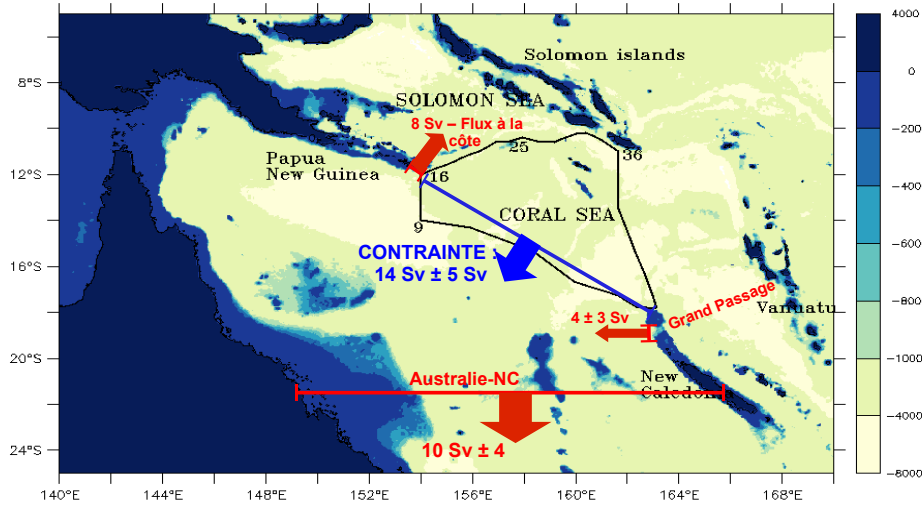 Solomon islands
8°S
SOLOMON SEA
8 Sv – Flux à la
côte
25
36
Papua
New Guinea
16
12°S
CORAL SEA
9
CONTRAINTE :
14 Sv ± 5 Sv
16°S
4 ± 3 Sv
Grand Passage
Vanuatu
20°S
Australie-NC
New
Caledon
10 Sv ± 4
24°S
140°E
144°E
148°E
152°E
156°E
160°E
164°E
168°E
4000
0
-200
-400
-600
-800
-1000
-4000
-5000